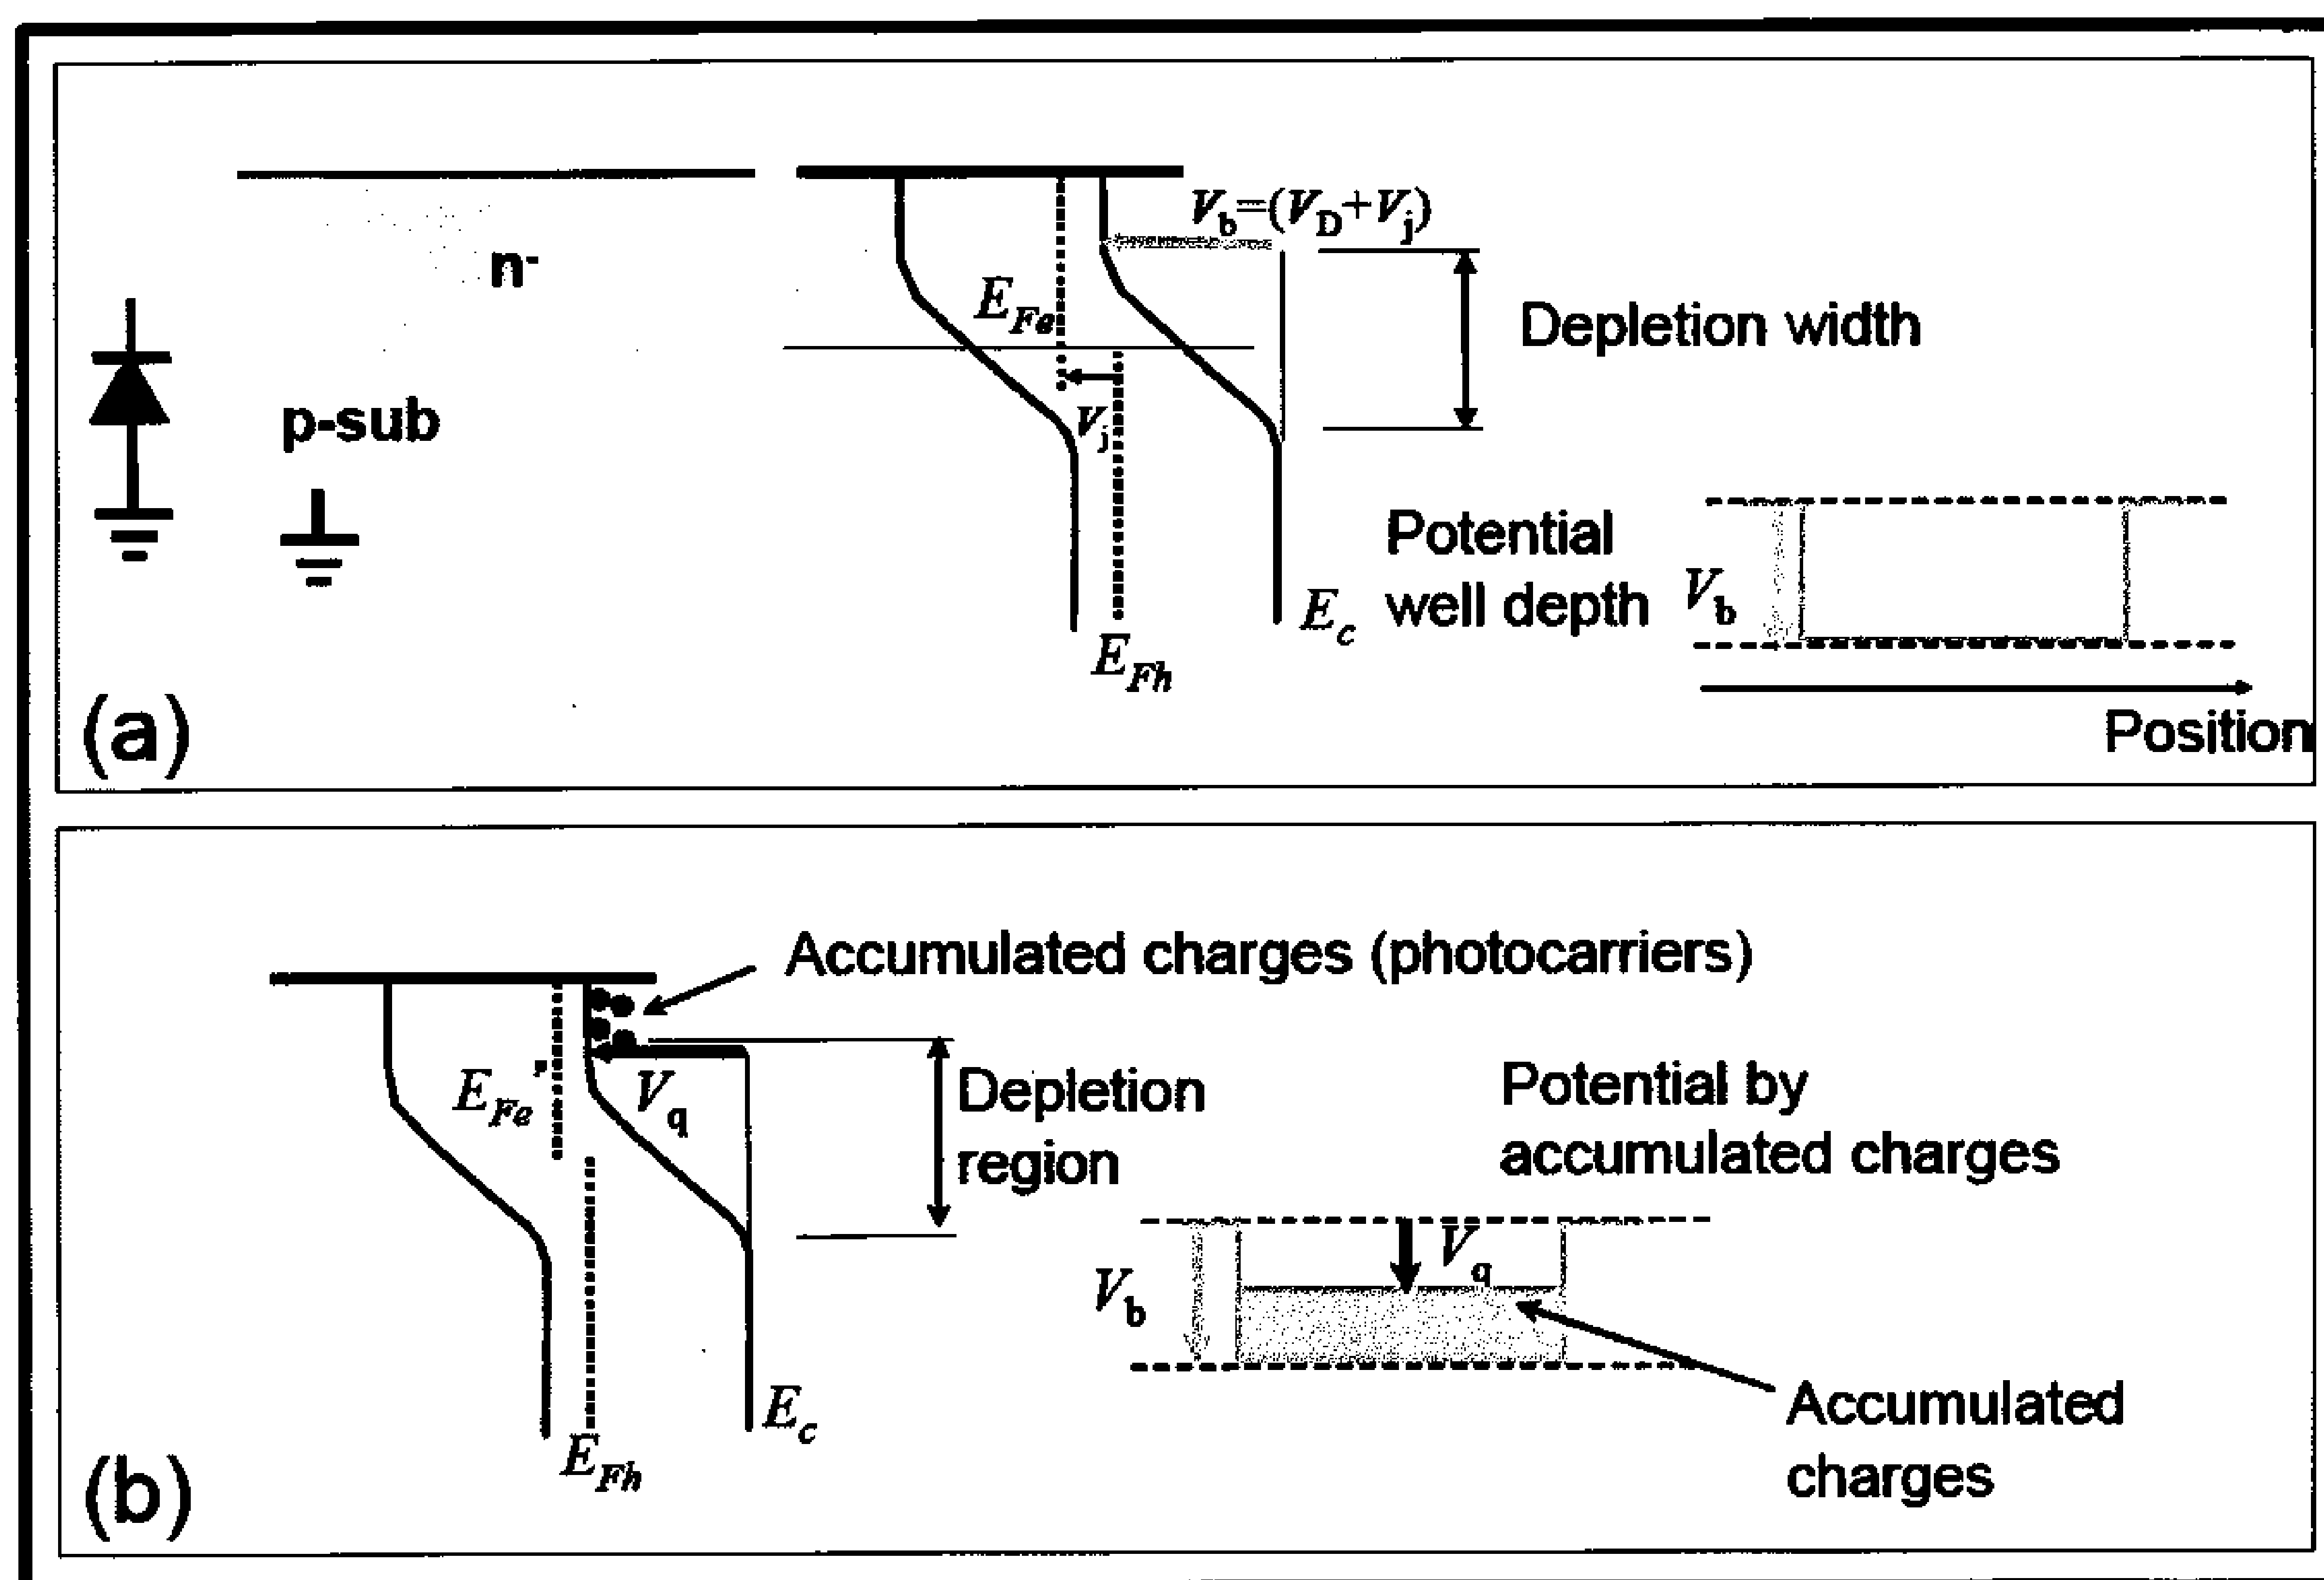 n-
p-sub
V_b=(V_D+V_j)
E_Fe
V_j
Depletion width
Potential
well depth
V_b
E_c
E_Fh
Position
(a)
Accumulated charges (photocarriers)
E_Fe
V_q
Depletion
region
Potential by
accumulated charges
V_q
V_b
Accumulated
charges
E_c
E_Fh
(b)